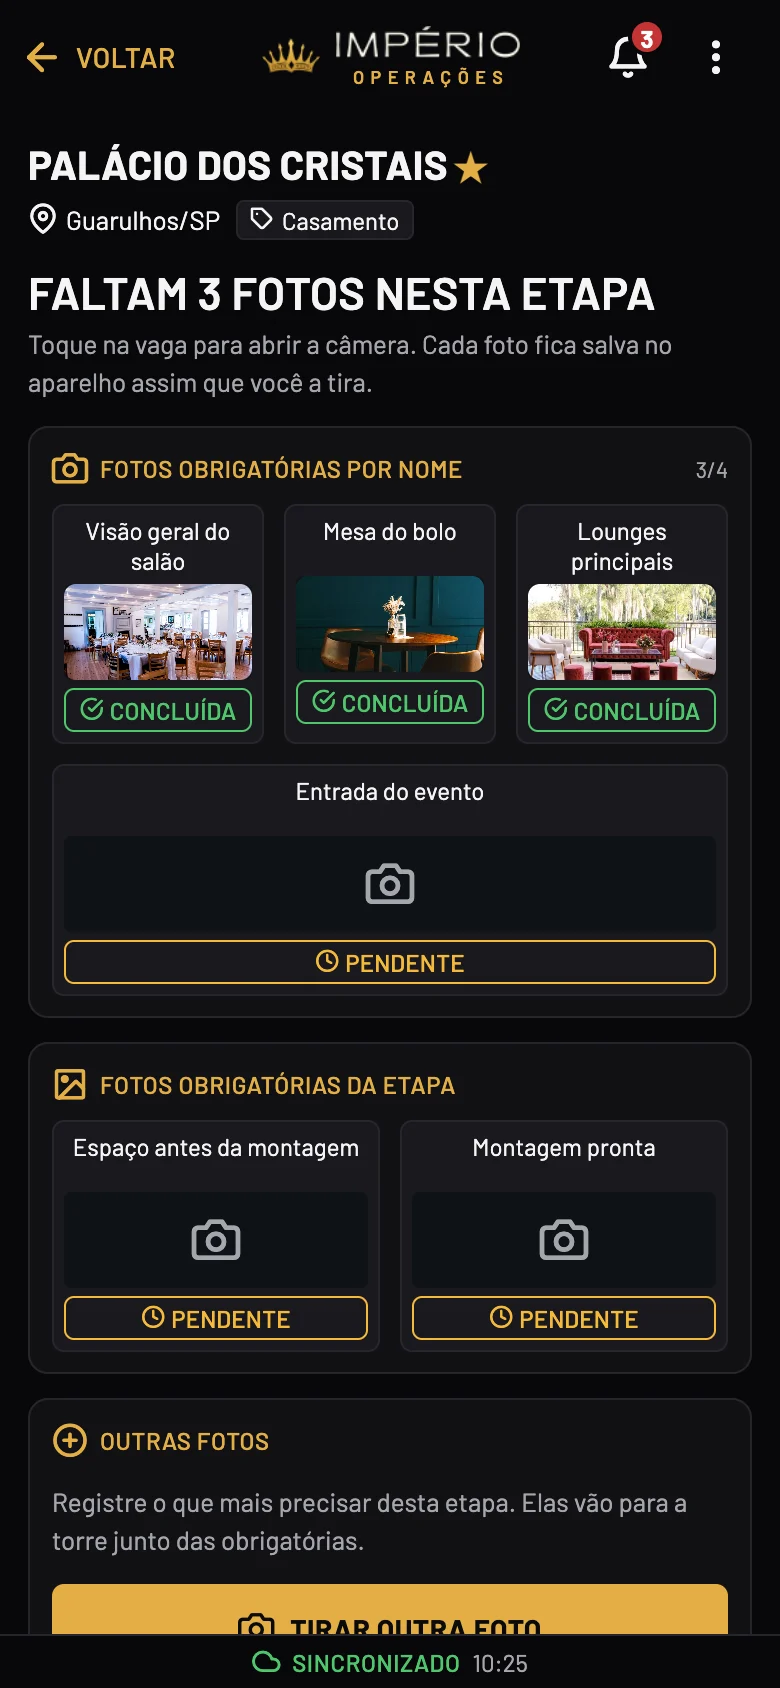 VOLTAR
IMPÉRIO
OPERAÇÕES
3
PALÁCIO DOS CRISTAIS
Guarulhos/SP
Casamento
FALTAM 3 FOTOS NESTA ETAPA
Toque na vaga para abrir a câmera. Cada foto fica salva no
aparelho assim que você a tira.
FOTOS OBRIGATÓRIAS POR NOME
3/4
Visão geral do
salão
CONCLUÍDA
Mesa do bolo
CONCLUÍDA
Lounges
principais
CONCLUÍDA
Entrada do evento
PENDENTE
FOTOS OBRIGATÓRIAS DA ETAPA
Espaço antes da montagem
PENDENTE
Montagem pronta
PENDENTE
OUTRAS FOTOS
Registre o que mais precisar desta etapa. Elas vão para a
torre junto das obrigatórias.
TIRAR OUTRA FOTO
SINCRONIZADO 10:25